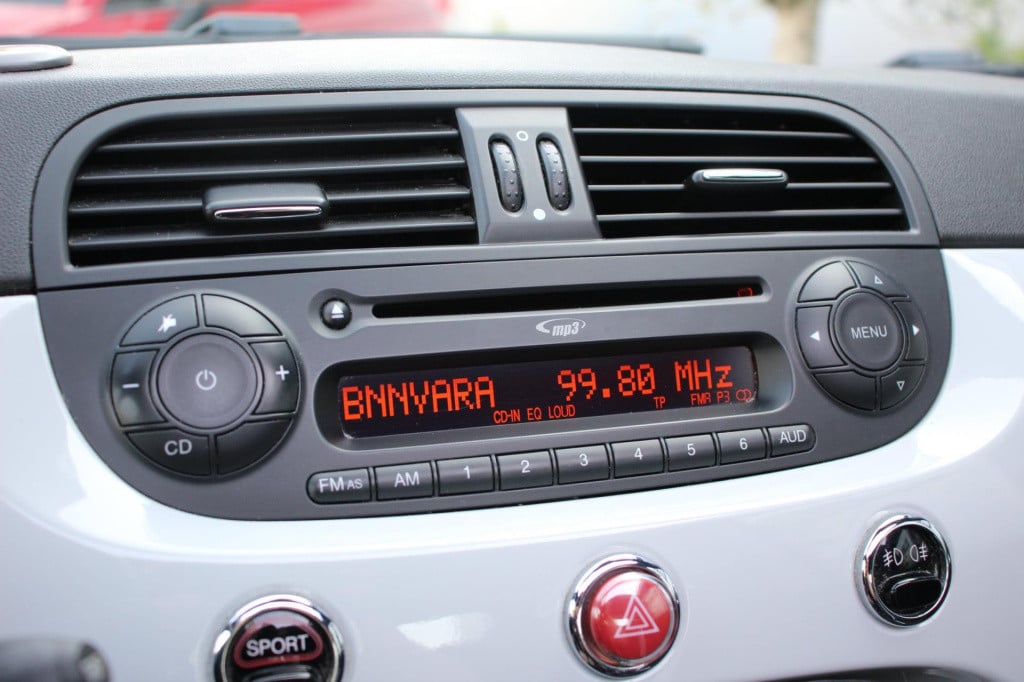 mp3
MENU
BNNVARA 99.80 MHz
CD-IN EQ LOUD TP FMA P3
CD
FM AS AM 1 2 3 4 5 6 AUD
SPORT